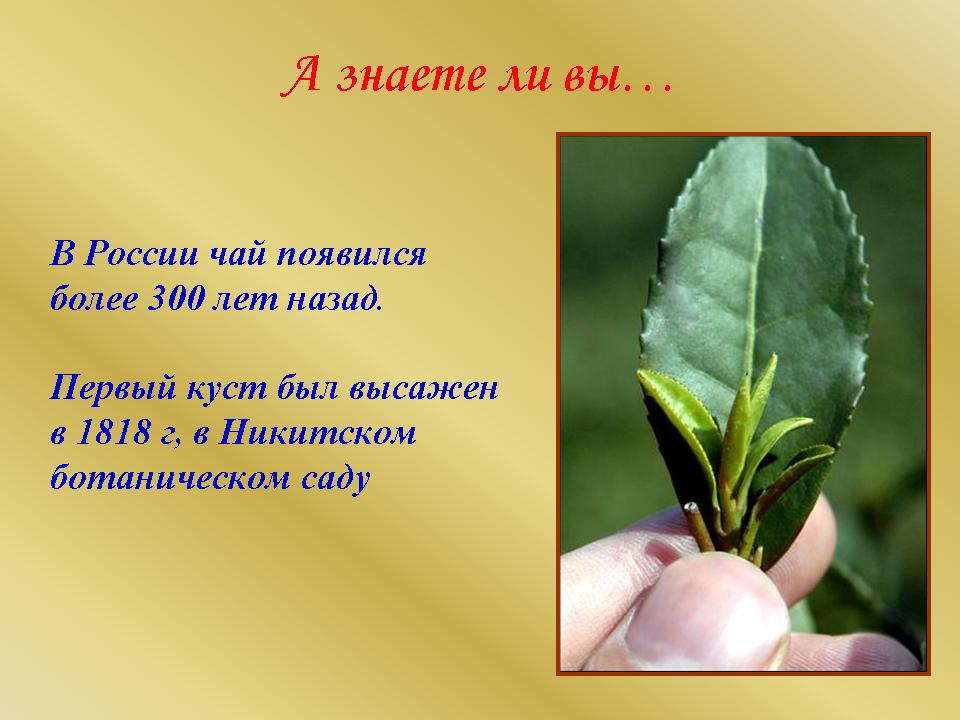 А знаете ли вы...
В России чай появился
более 300 лет назад.
Первый куст был высажен
в 1818 г, в Никитском
ботаническом саду